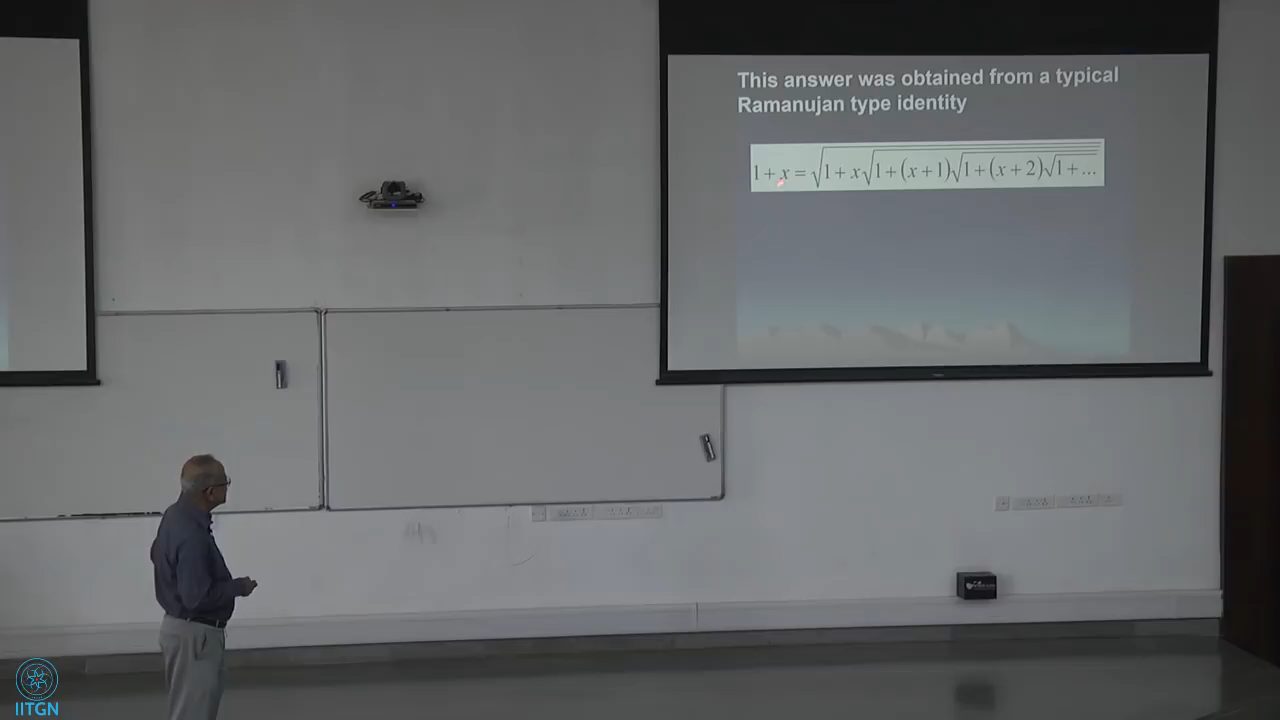 This answer was obtained from a typical
Ramanujan type identity
1+x=√1+x√1+(x+1)√1+(x+2)√1+...
IITGN